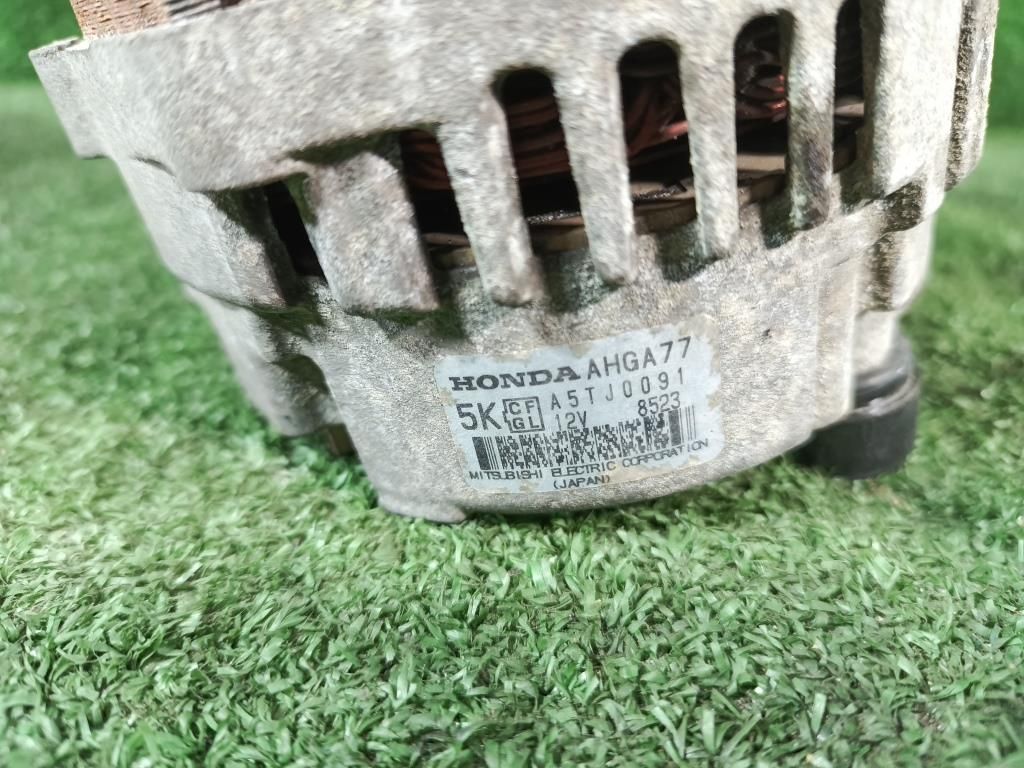 HONDA AHGA77
5K CF GL A5TJ0091
12V 8523
MITSUBISHI ELECTRIC CORPORATION
(JAPAN)